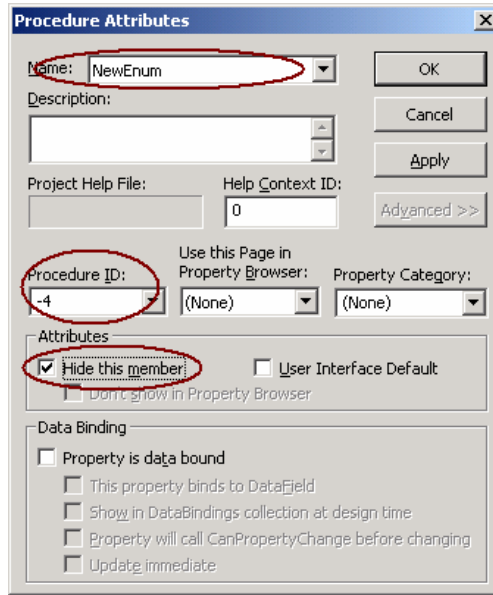 Procedure Attributes
Name: NewEnum
OK
Description:
Cancel
Apply
Project Help File:
Help Context ID:
0
Advanced >>
Procedure ID:
Use this Page in
Property Browser:
Property Category:
-4
(None)
(None)
Attributes
Hide this member
User Interface Default
Don't show in Property Browser
Data Binding
Property is data bound
This property binds to DataField
Show in DataBindings collection at design time
Property will call CanPropertyChange before changing
Update immediate